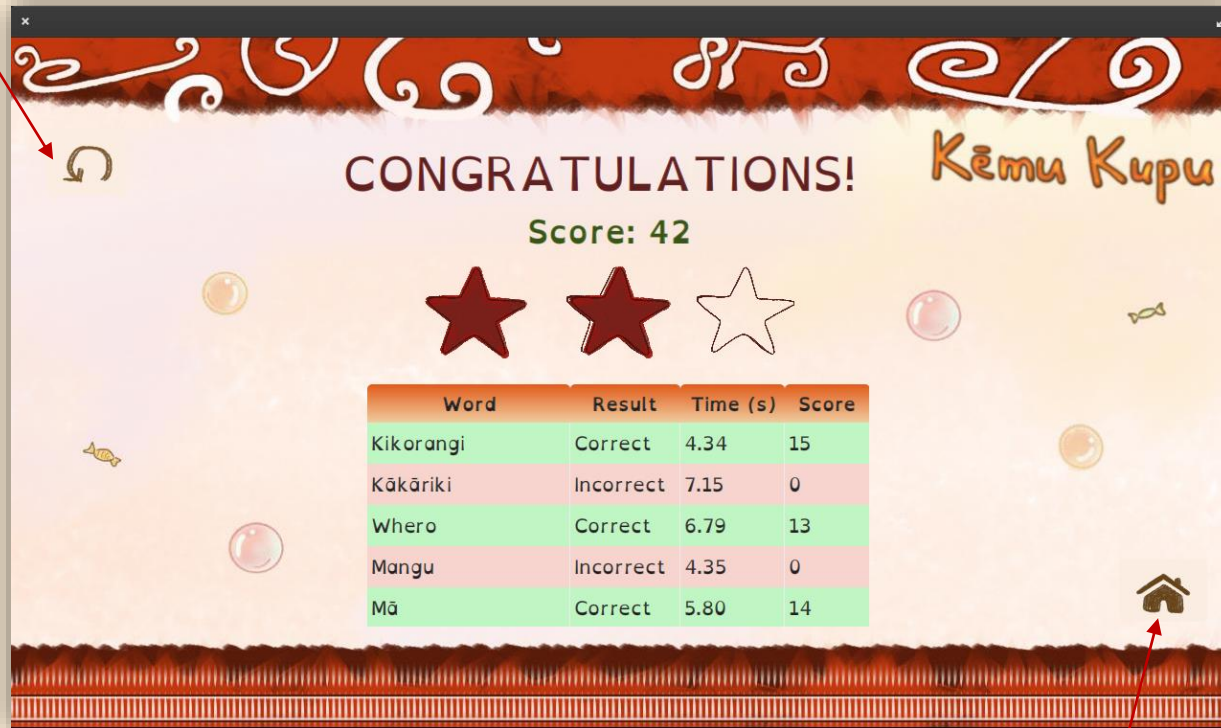 CONGRATULATIONS!
Kēmu Kupu
Score: 42
Word Result Time (s) Score
Kikorangi Correct 4.34 15
Kākāriki Incorrect 7.15 0
Whero Correct 6.79 13
Mangu Incorrect 4.35 0
Mā Correct 5.80 14